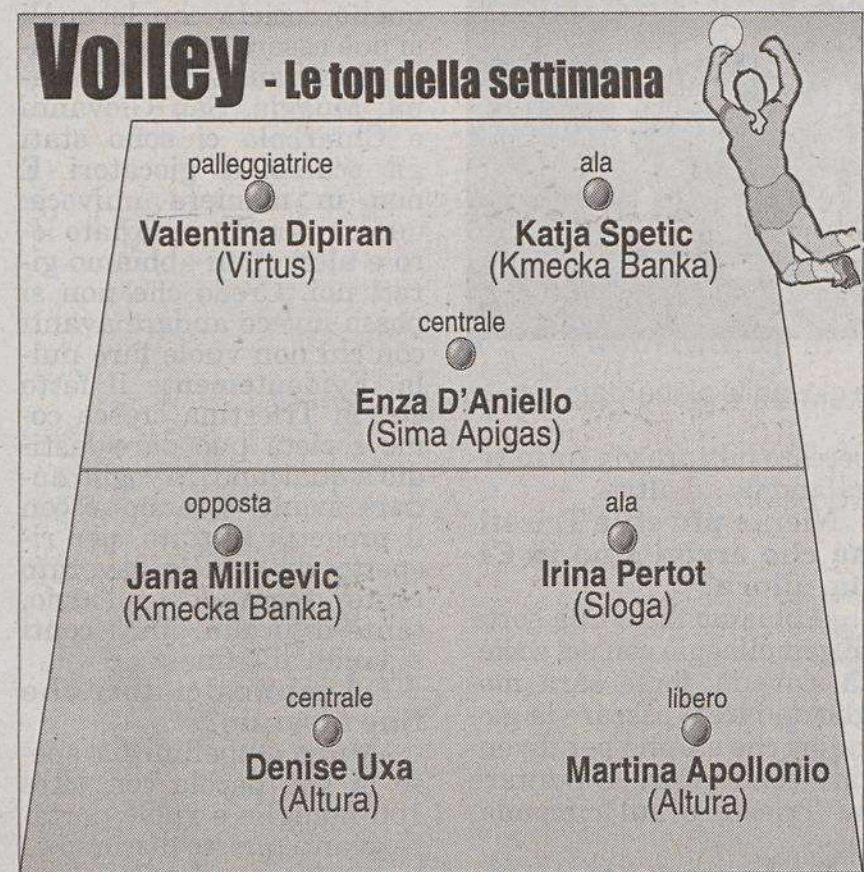 Volley - Le top della settimana
palleggiatrice
Valentina Dipiran
(Virtus)
ala
Katja Spetic
(Kmecka Banka)
centrale
Enza D'Aniello
(Sima Apigas)
opposta
Jana Milicevic
(Kmecka Banka)
ala
Irina Pertot
(Sloga)
centrale
Denise Uxa
(Altura)
libero
Martina Apollonio
(Altura)